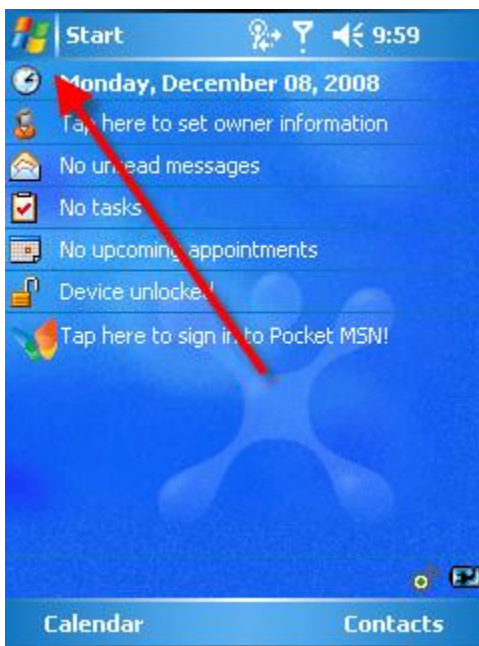 Start 9:59
Monday, December 08, 2008
Tap here to set owner information
No unread messages
No tasks
No upcoming appointments
Device unlocked
Tap here to sign in to Pocket MSN!
Calendar Contacts